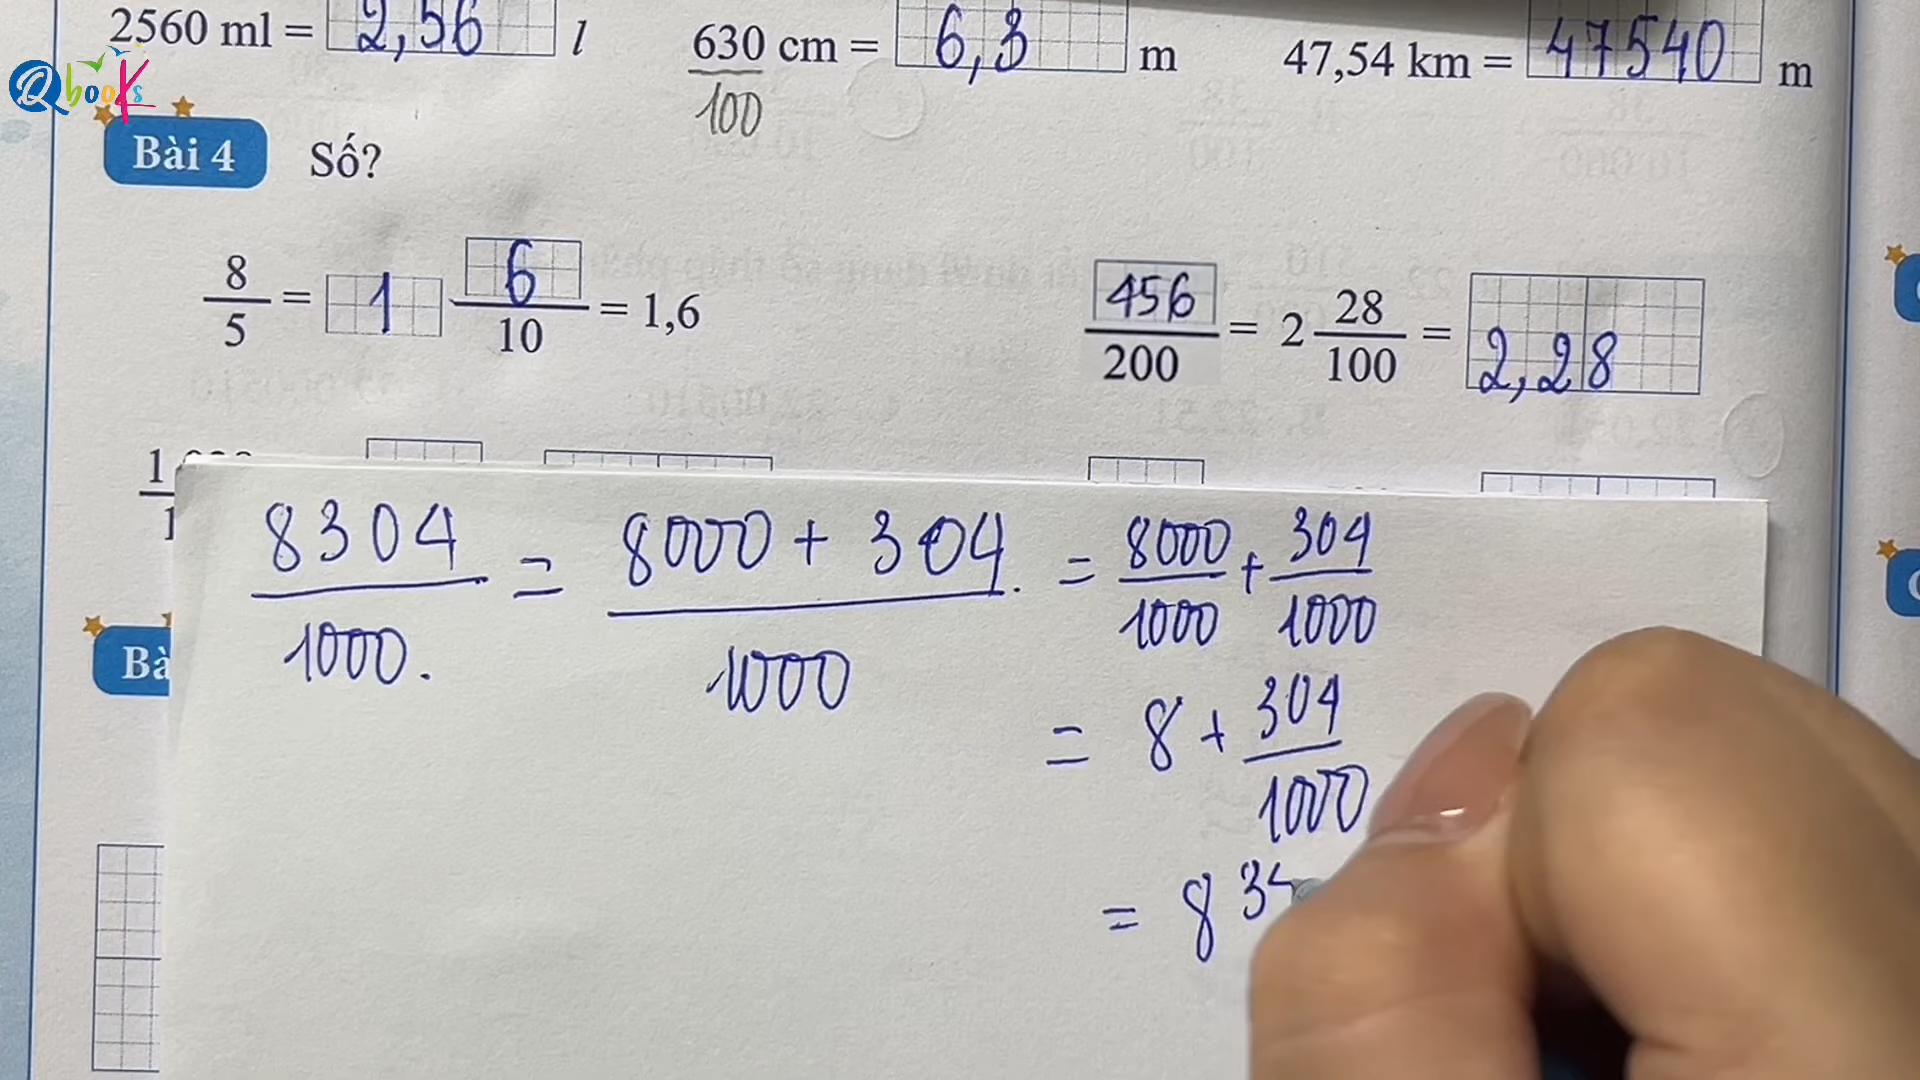 2560 ml = 2,56 l 630 cm = 6,3 m 47,54 km = 47540 m
100
Qbooks
Bài 4 Số?
8/5 = 1 6/10 = 1,6 456/200 = 2 28/100 = 2,28
8304/1000. = 8000 + 304/1000 = 8000/1000 + 304/1000
= 8 + 304/1000
= 8 3